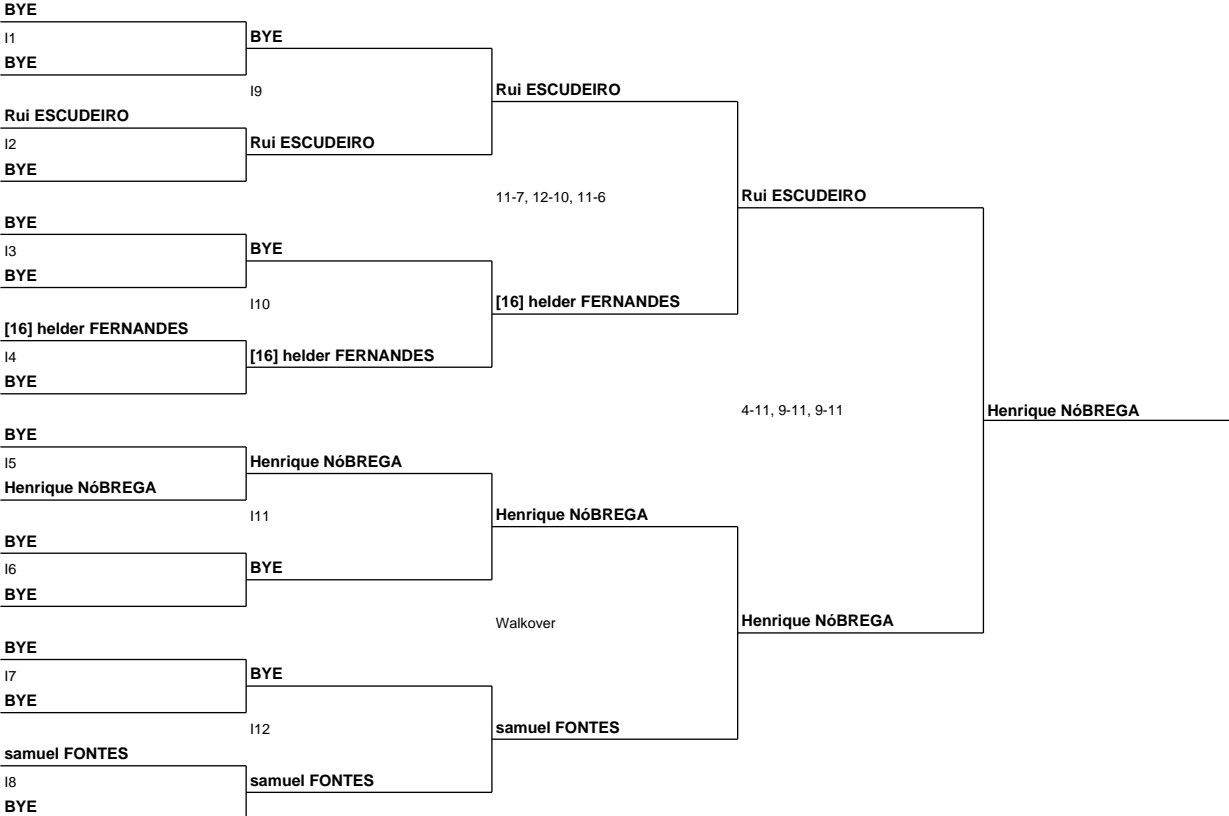 BYE
I1
BYE
BYE
I9
Rui ESCUDEIRO
Rui ESCUDEIRO
I2
Rui ESCUDEIRO
BYE
11-7, 12-10, 11-6
Rui ESCUDEIRO
BYE
I3
BYE
BYE
I10
[16] helder FERNANDES
[16] helder FERNANDES
I4
[16] helder FERNANDES
BYE
4-11, 9-11, 9-11
Henrique NóBREGA
BYE
I5
Henrique NóBREGA
Henrique NóBREGA
I11
Henrique NóBREGA
BYE
I6
BYE
BYE
Walkover
Henrique NóBREGA
BYE
I7
BYE
BYE
I12
samuel FONTES
samuel FONTES
I8
samuel FONTES
BYE